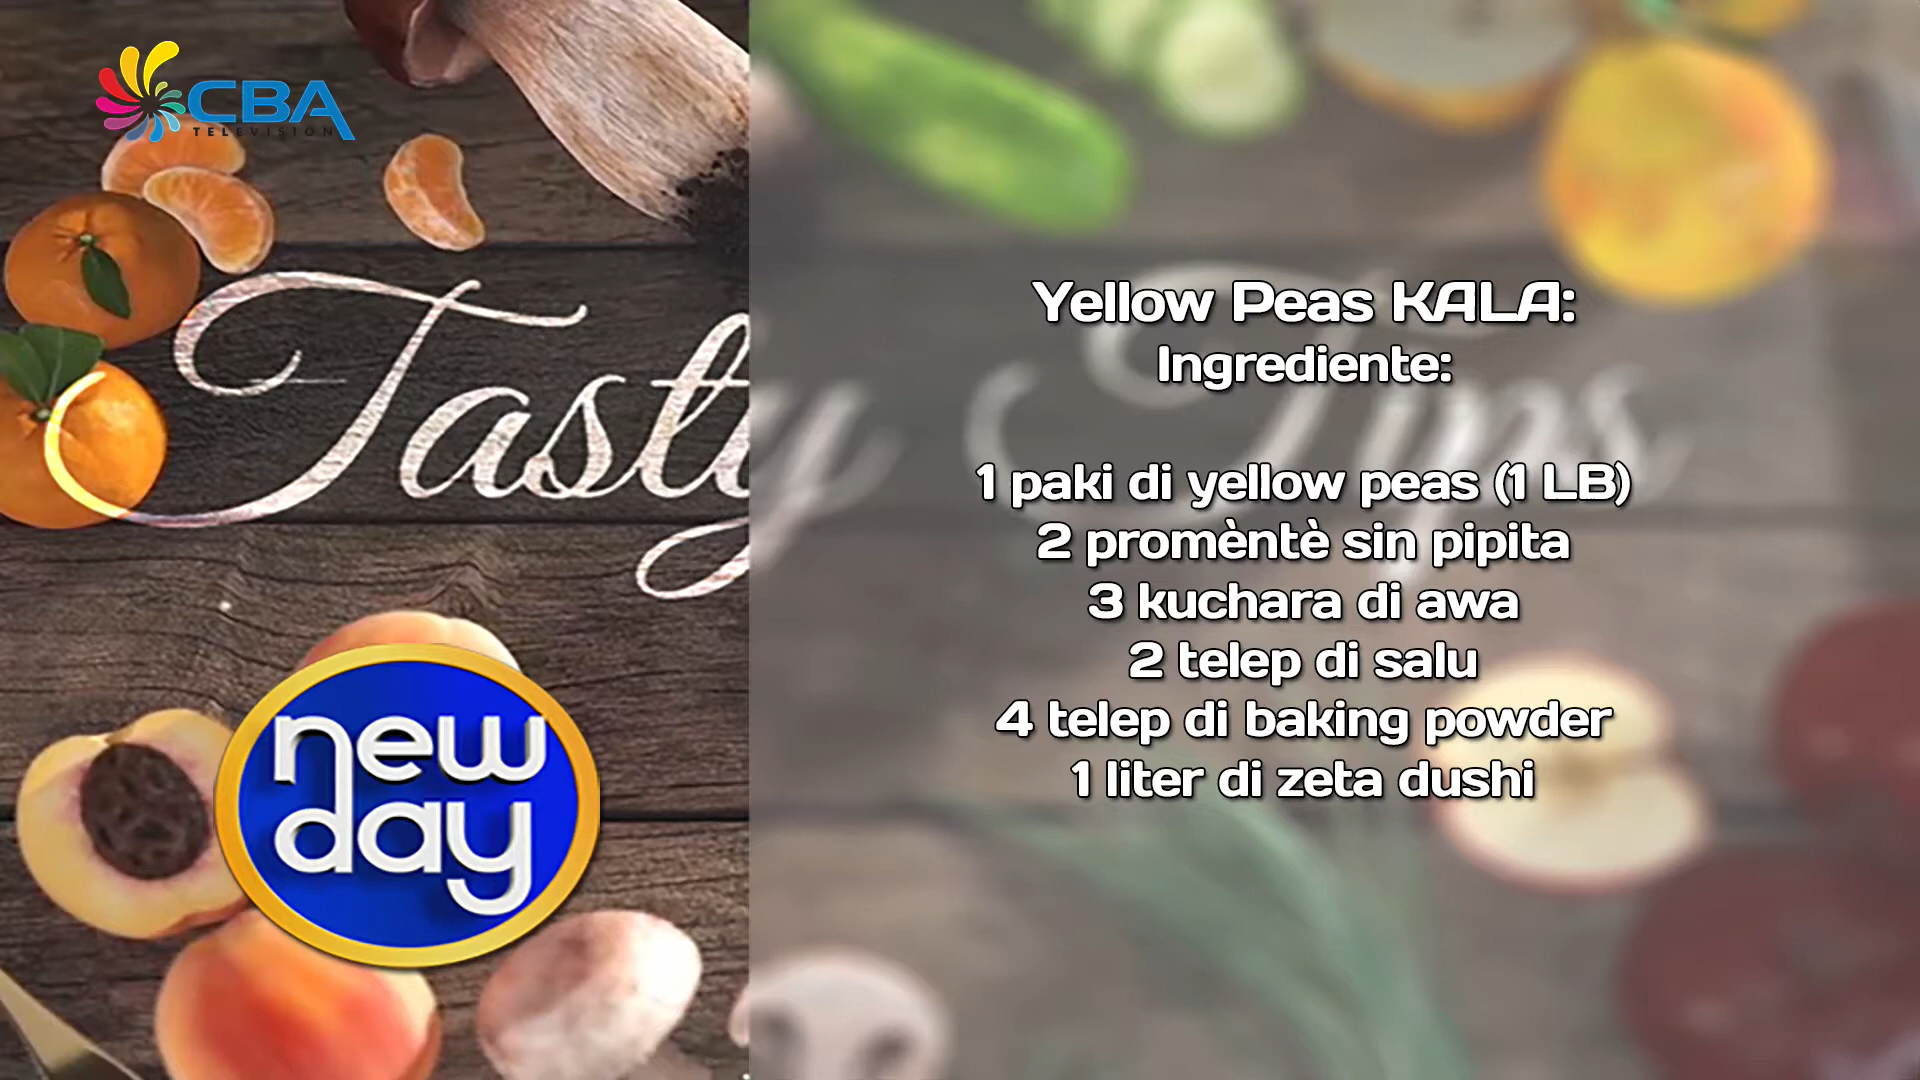 CBA
TELEVISION
Tasty Tips
new
day
Yellow Peas KALA:
Ingrediente:
1 paki di yellow peas (1 LB)
2 promèntè sin pipita
3 kuchara di awa
2 telep di salu
4 telep di baking powder
1 liter di zeta dushi